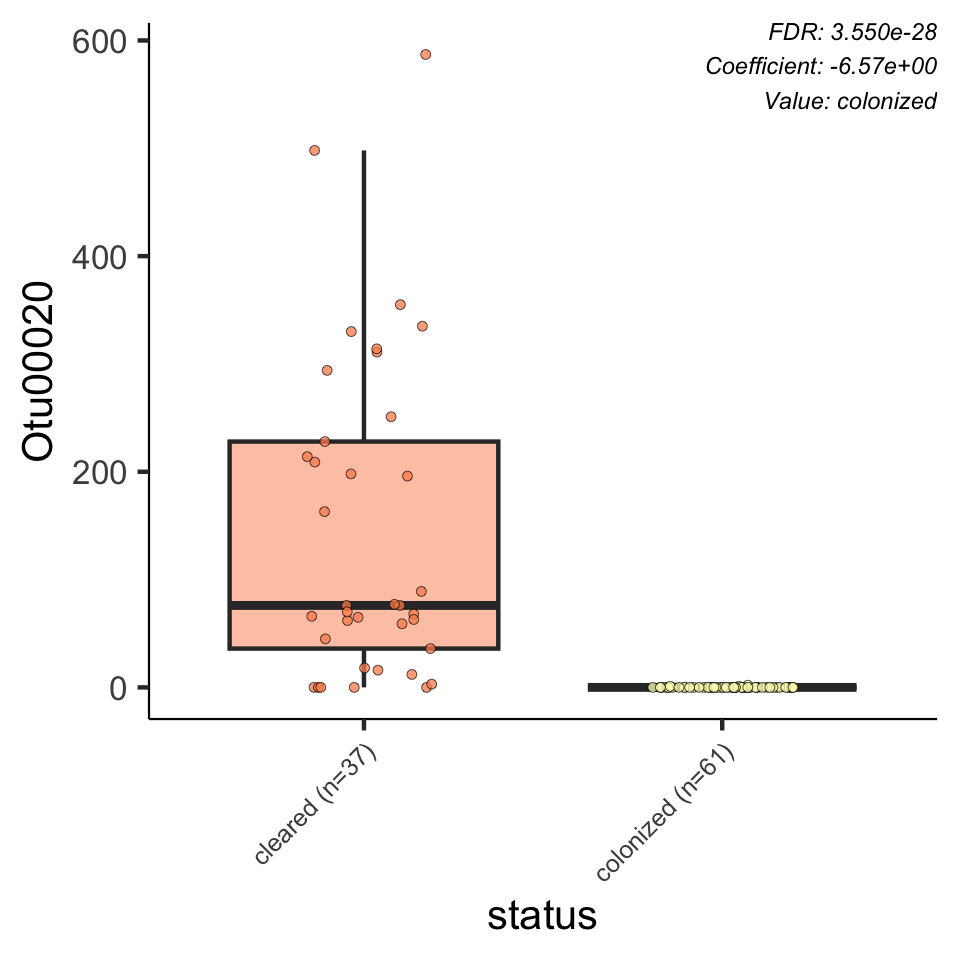 FDR: 3.550e-28
Coefficient: -6.57e+00
Value: colonized
600
400
200
0
Otu00020
cleared (n=37)
colonized (n=61)
status